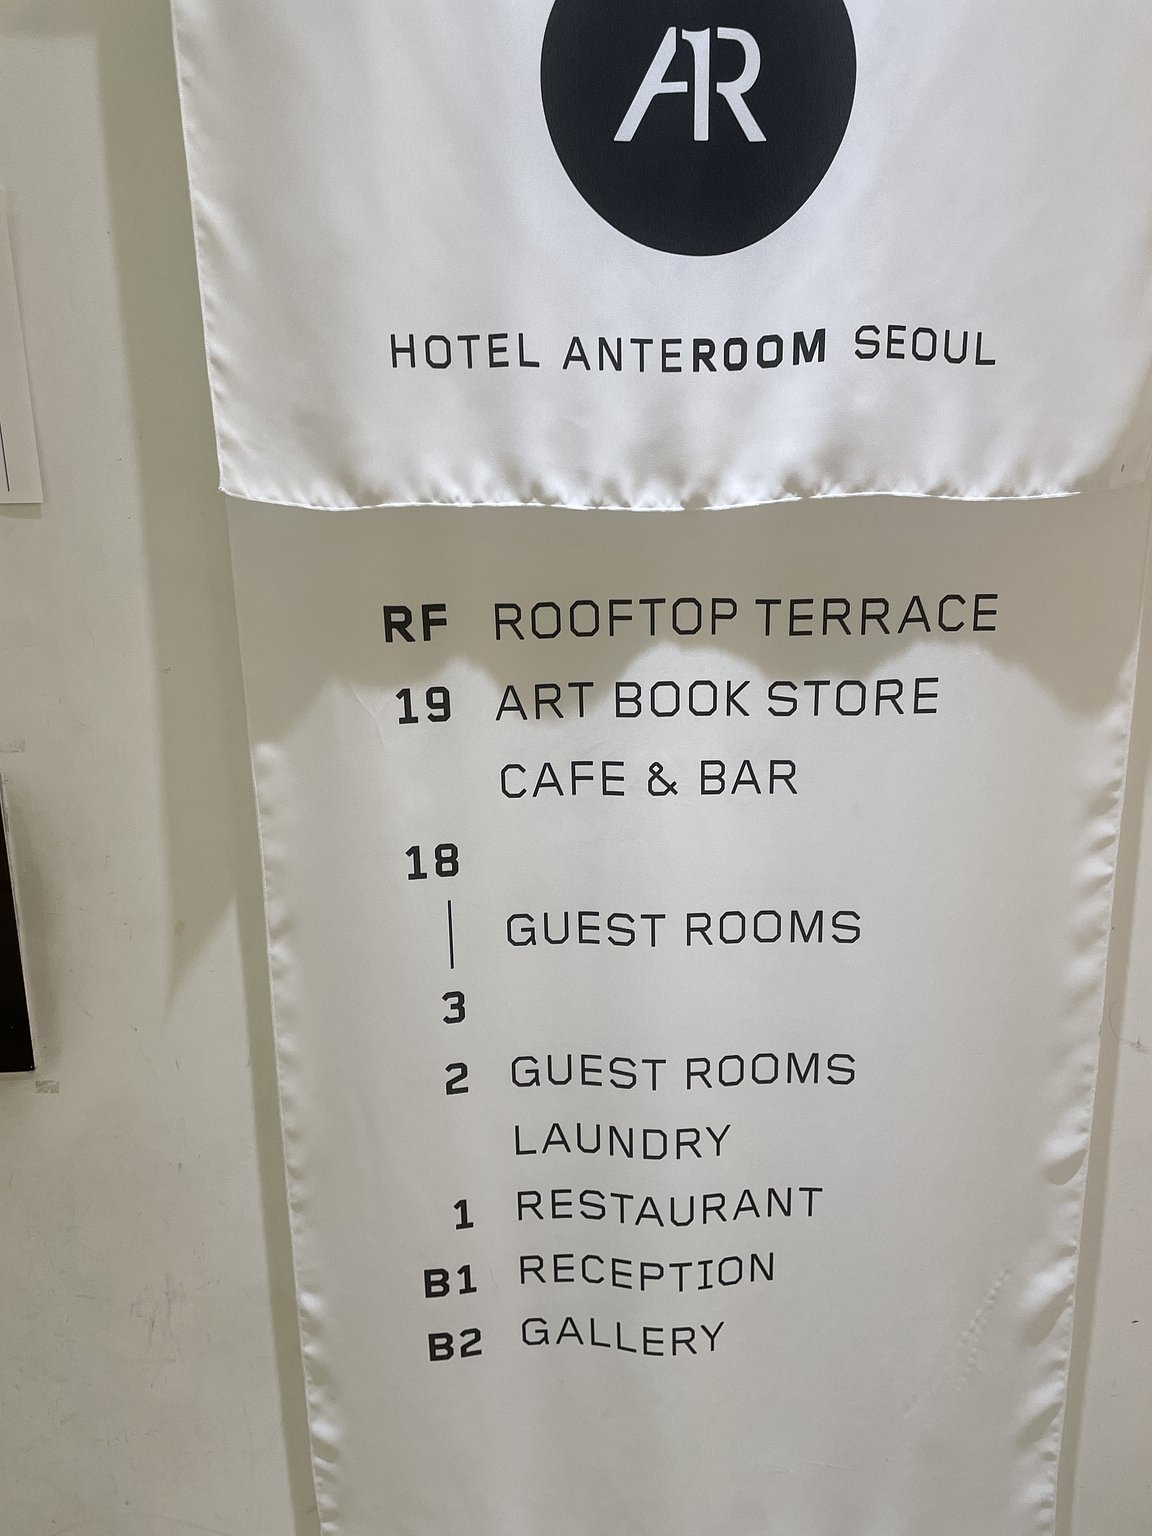 AR
HOTEL ANTEROOM SEOUL
RF ROOFTOP TERRACE
19 ART BOOK STORE
CAFE & BAR
18
| GUEST ROOMS
3
2 GUEST ROOMS
LAUNDRY
1 RESTAURANT
B1 RECEPTION
B2 GALLERY